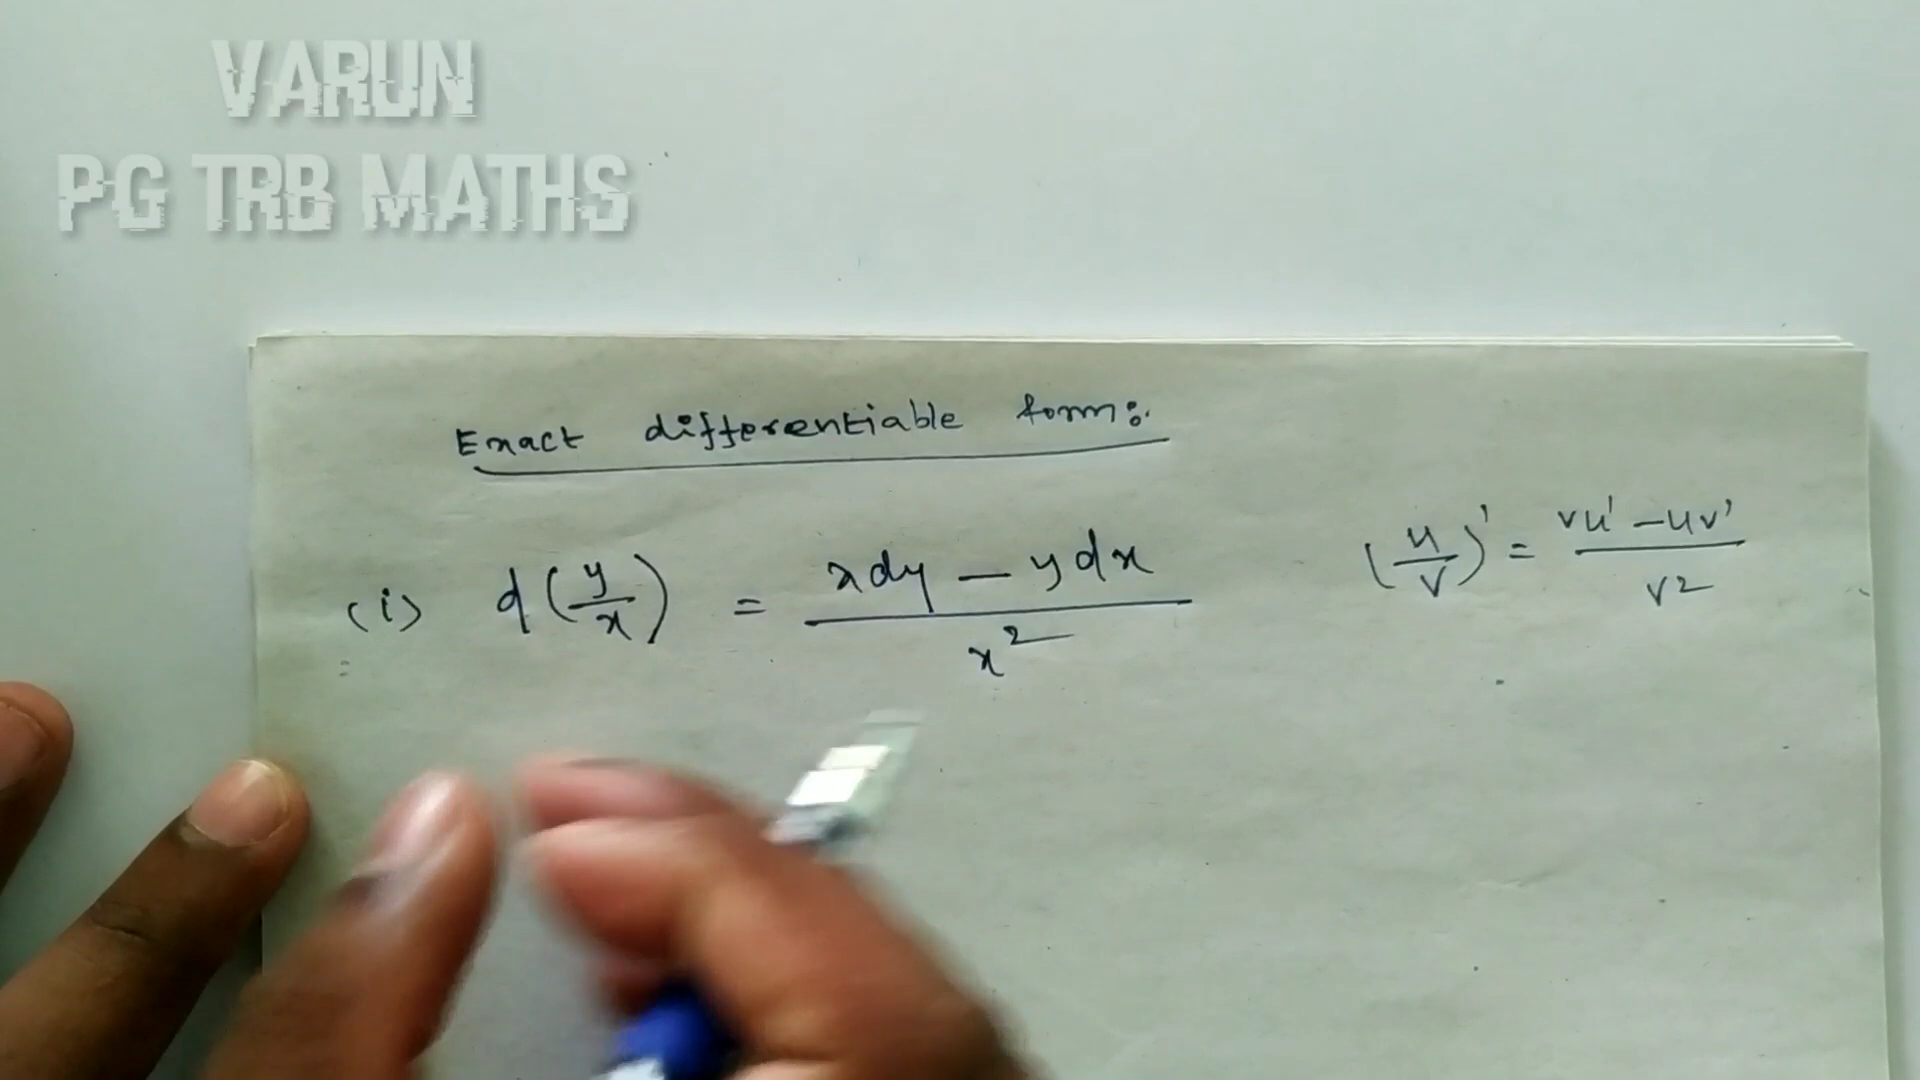 VARUN
PG TRB MATHS
Exact differentiable form:
(i) d(y/x) = xdy - ydx / x²
(u/v)' = vu' - uv' / v²